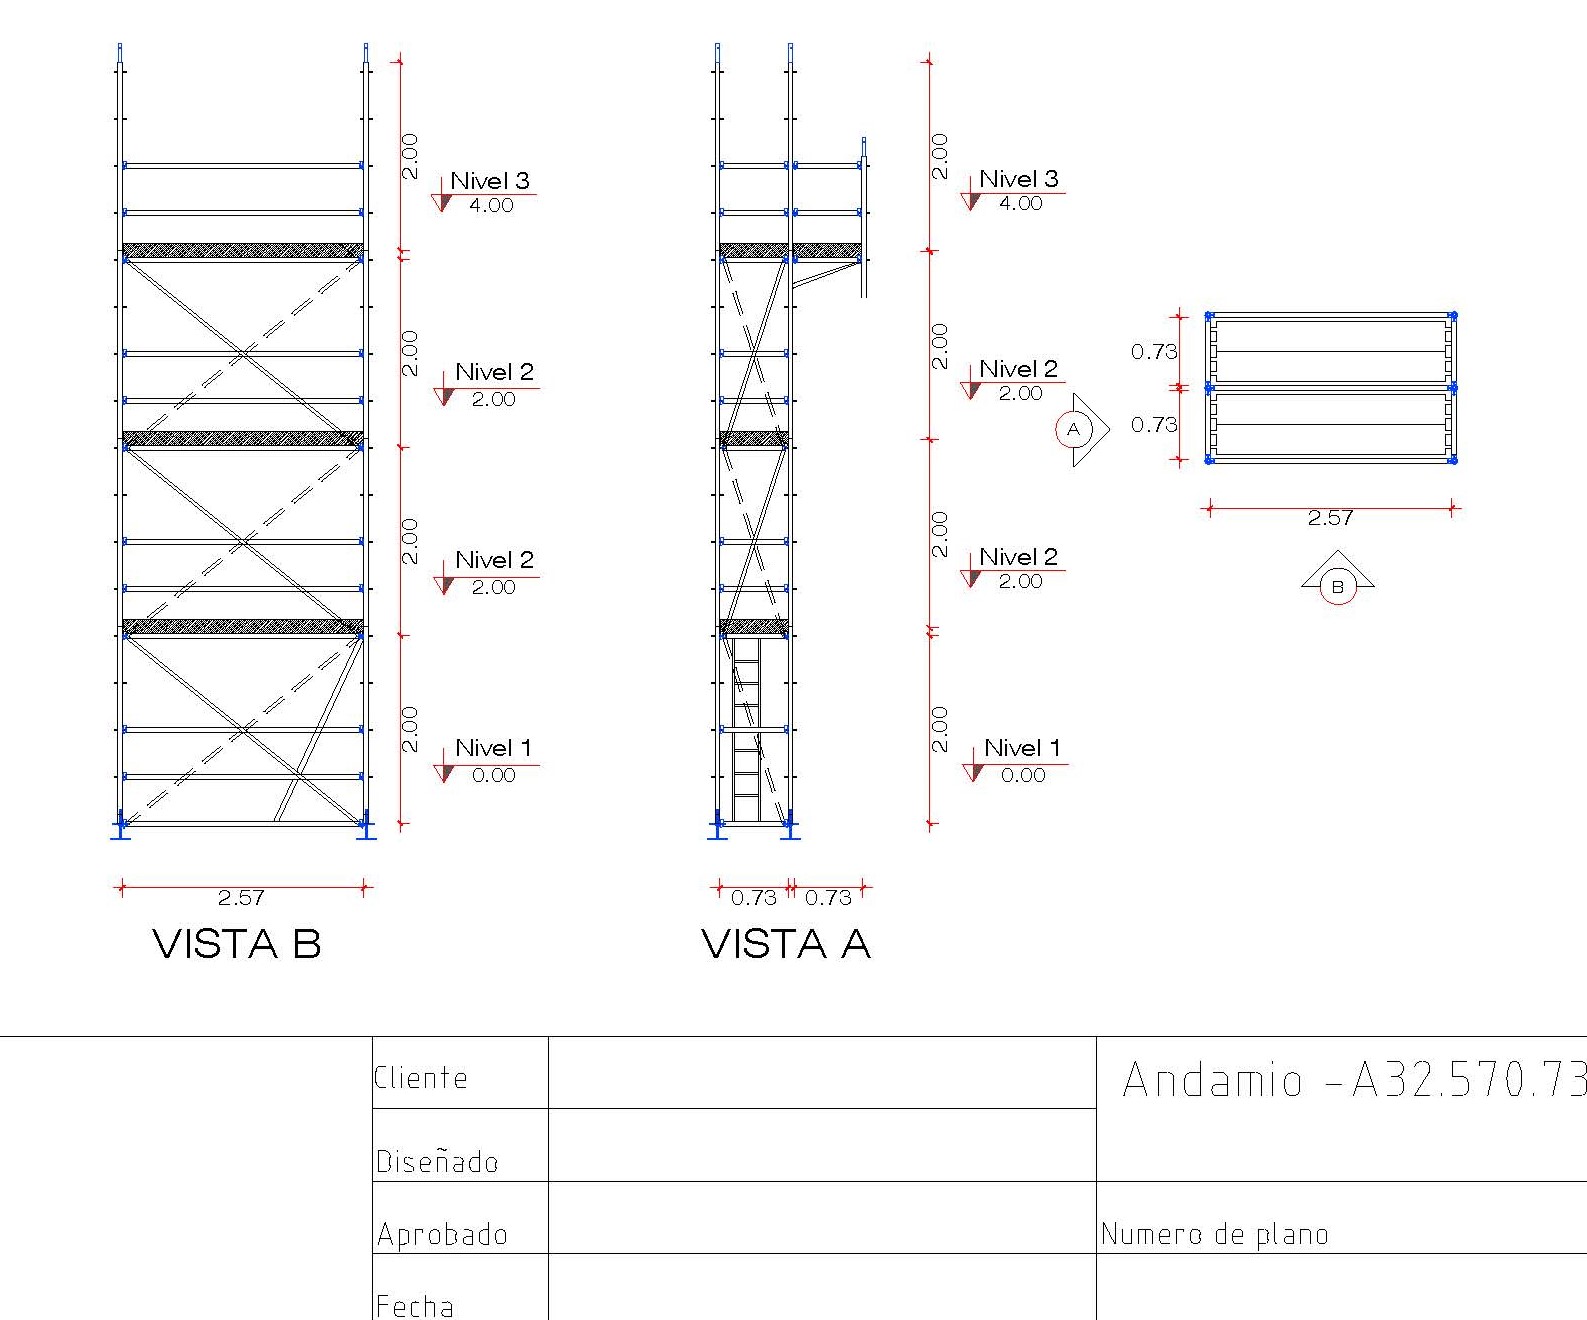 2.00
Nivel 3
4.00
2.00
Nivel 2
2.00
2.00
Nivel 2
2.00
2.00
Nivel 1
0.00
2.57
VISTA B
2.00
Nivel 3
4.00
2.00
Nivel 2
2.00
2.00
Nivel 2
2.00
2.00
Nivel 1
0.00
0.73 0.73
VISTA A
0.73
0.73
A
2.57
B
Cliente
Andamio -A32.570.73
Diseñado
Aprobado
Numero de plano
Fecha